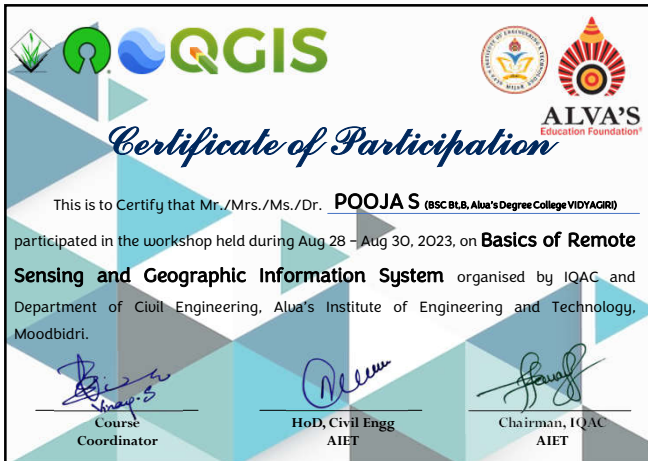 QGIS
ALVA'S
Education Foundation®
Certificate of Participation
This is to Certify that Mr./Mrs./Ms./Dr. POOJA S (BSC Bt,B, Alva's Degree College VIDYAGIRI)
participated in the workshop held during Aug 28 – Aug 30, 2023, on Basics of Remote
Sensing and Geographic Information System organised by IQAC and
Department of Civil Engineering, Alva's Institute of Engineering and Technology,
Moodbidri.
Vinay.S
Course
Coordinator
HoD, Civil Engg
AIET
Chairman, IQAC
AIET